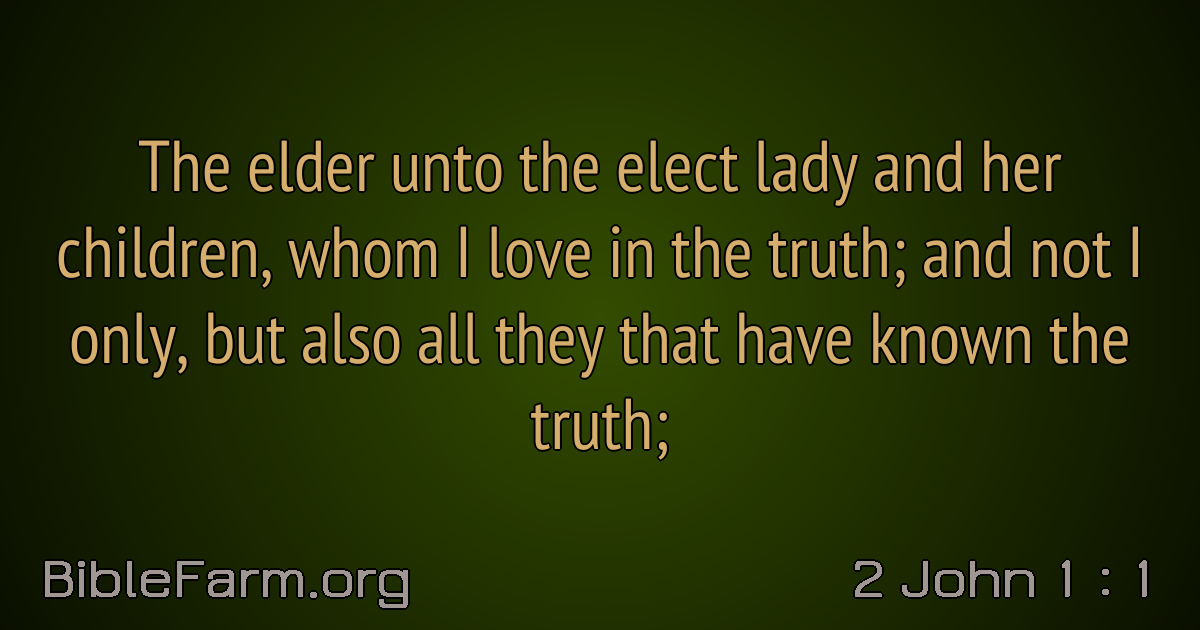 The elder unto the elect lady and her
children, whom I love in the truth; and not I
only, but also all they that have known the
truth;
BibleFarm.org
2 John 1 : 1